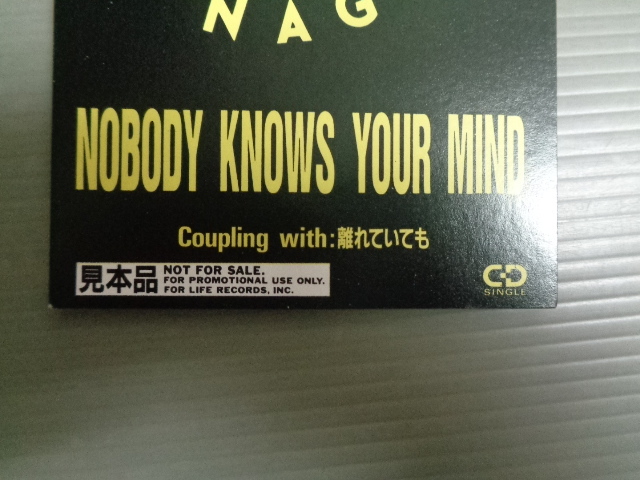 NAG
NOBODY KNOWS YOUR MIND
Coupling with:離れていても
見本品
NOT FOR SALE.
FOR PROMOTIONAL USE ONLY.
FOR LIFE RECORDS, INC.
CD
SINGLE